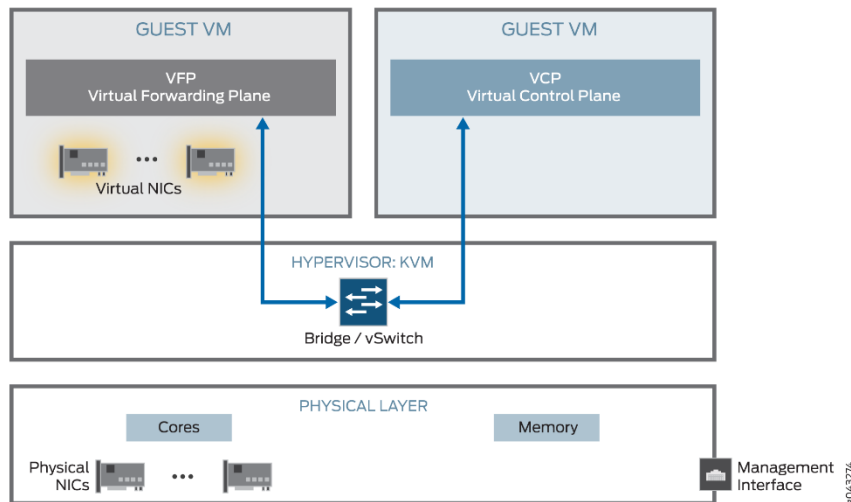 GUEST VM
VFP
Virtual Forwarding Plane
Virtual NICs
GUEST VM
VCP
Virtual Control Plane
HYPERVISOR: KVM
Bridge / vSwitch
PHYSICAL LAYER
Cores
Memory
Physical
NICs
Management
Interface
g043274